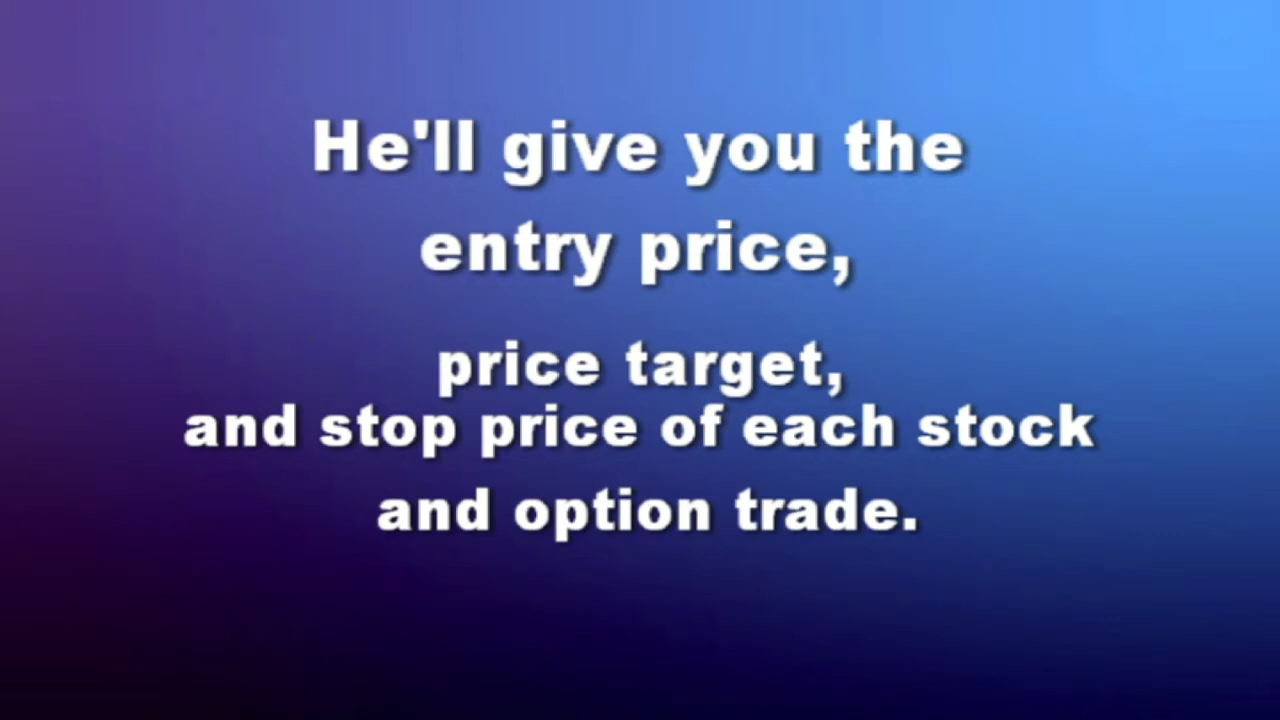 He'll give you the
entry price,
price target,
and stop price of each stock
and option trade.